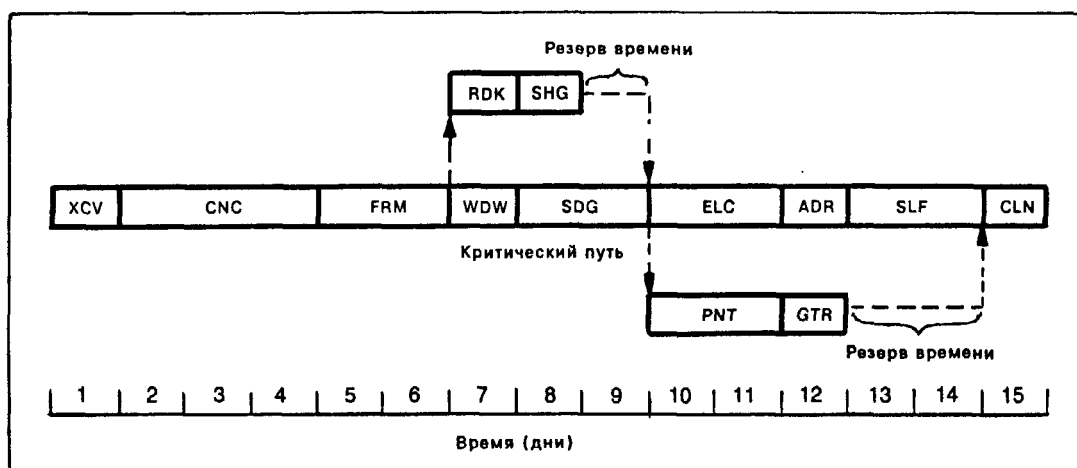 Резерв времени
RDK SHG
XCV CNC FRM WDW SDG ELC ADR SLF CLN
Критический путь
PNT GTR
Резерв времени
1 2 3 4 5 6 7 8 9 10 11 12 13 14 15
Время (дни)